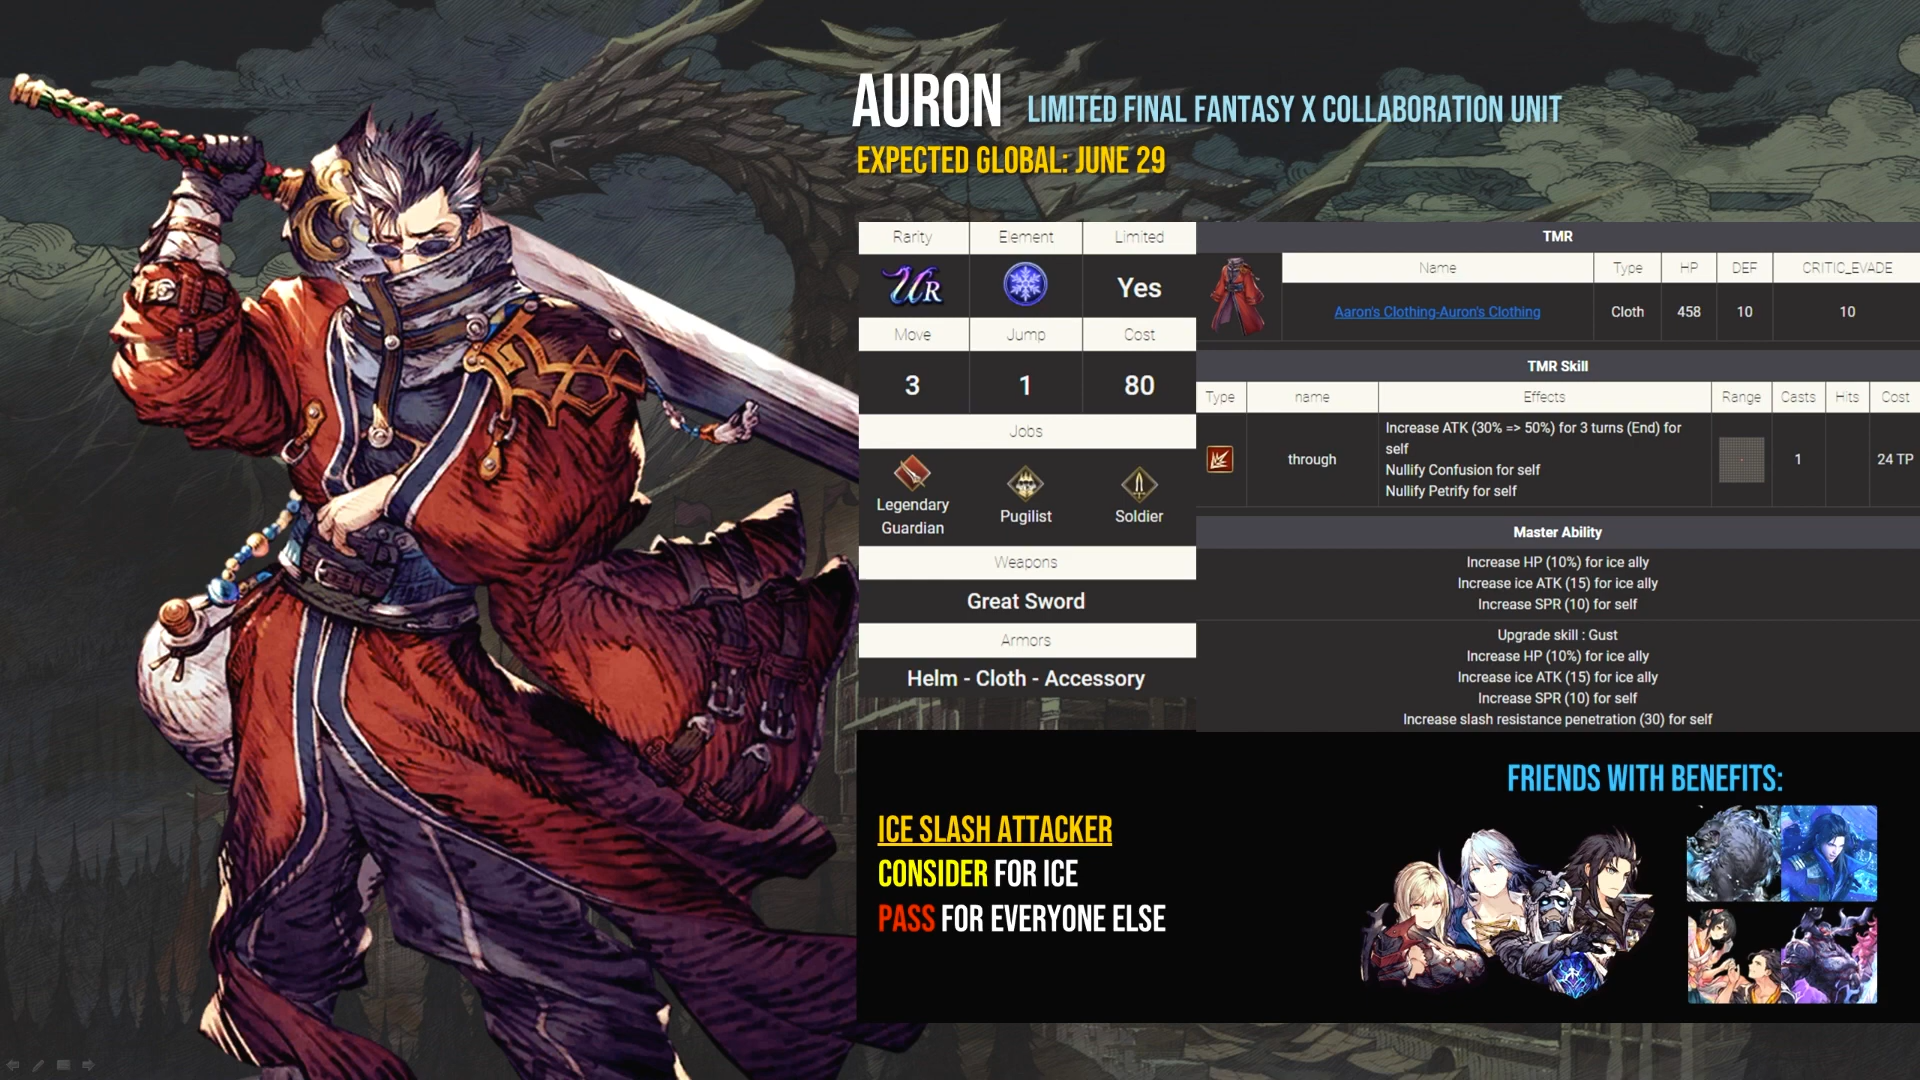 AURON LIMITED FINAL FANTASY X COLLABORATION UNIT
EXPECTED GLOBAL: JUNE 29
Rarity Element Limited
UR Yes
Move Jump Cost
3 1 80
Jobs
Legendary Guardian Pugilist Soldier
Weapons
Great Sword
Armors
Helm - Cloth - Accessory
TMR
Name Type HP DEF CRITIC_EVADE
Aaron's Clothing-Auron's Clothing Cloth 458 10 10
TMR Skill
Type name Effects Range Casts Hits Cost
through
Increase ATK (30% => 50%) for 3 turns (End) for
self
Nullify Confusion for self
Nullify Petrify for self
1 24 TP
Master Ability
Increase HP (10%) for ice ally
Increase ice ATK (15) for ice ally
Increase SPR (10) for self
Upgrade skill : Gust
Increase HP (10%) for ice ally
Increase ice ATK (15) for ice ally
Increase SPR (10) for self
Increase slash resistance penetration (30) for self
ICE SLASH ATTACKER
CONSIDER FOR ICE
PASS FOR EVERYONE ELSE
FRIENDS WITH BENEFITS: